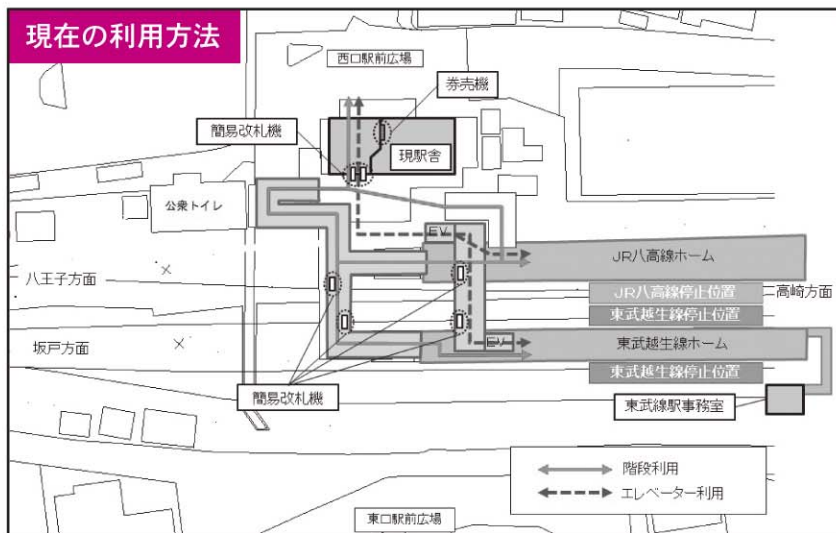 現在の利用方法
西口駅前広場
券売機
簡易改札機
現駅舎
公衆トイレ
EV
JR八高線ホーム
八王子方面
JR八高線停止位置
高崎方面
東武越生線停止位置
坂戸方面
東武越生線ホーム
EV
東武越生線停止位置
簡易改札機
東武線駅事務室
階段利用
エレベーター利用
東口駅前広場